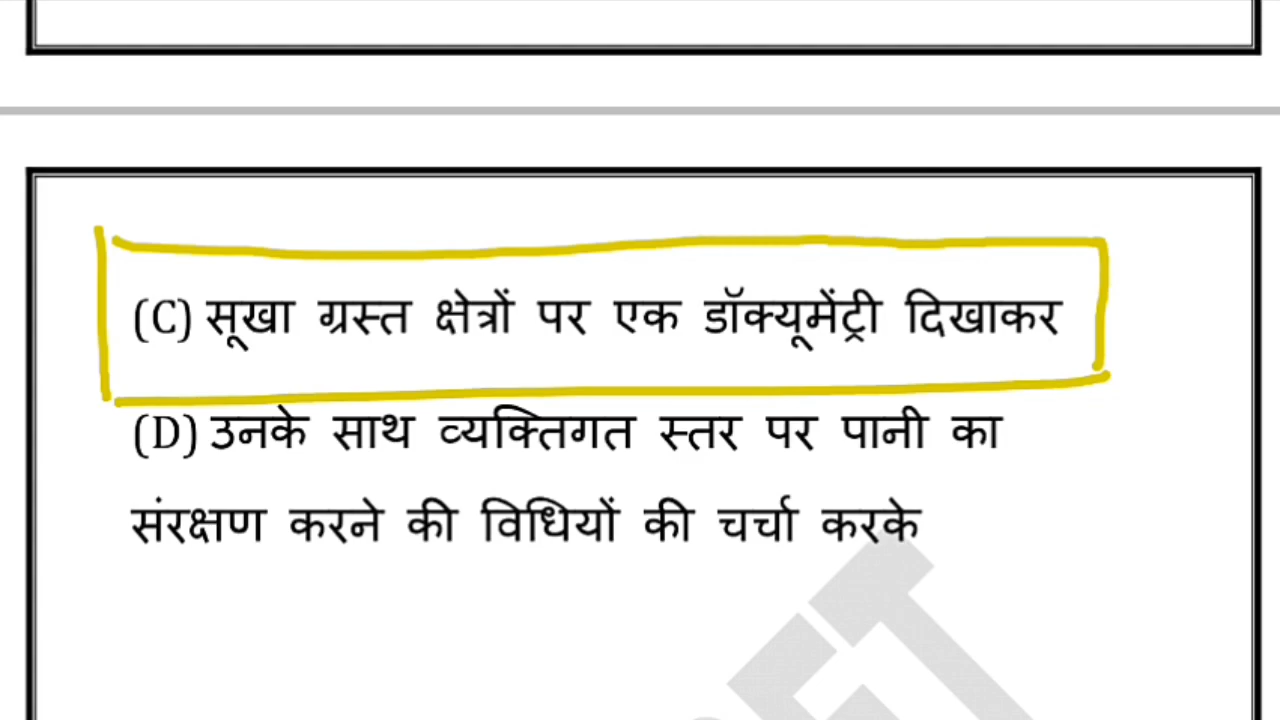 (C) सूखा ग्रस्त क्षेत्रों पर एक डॉक्यूमेंट्री दिखाकर
(D) उनके साथ व्यक्तिगत स्तर पर पानी का
संरक्षण करने की विधियों की चर्चा करके